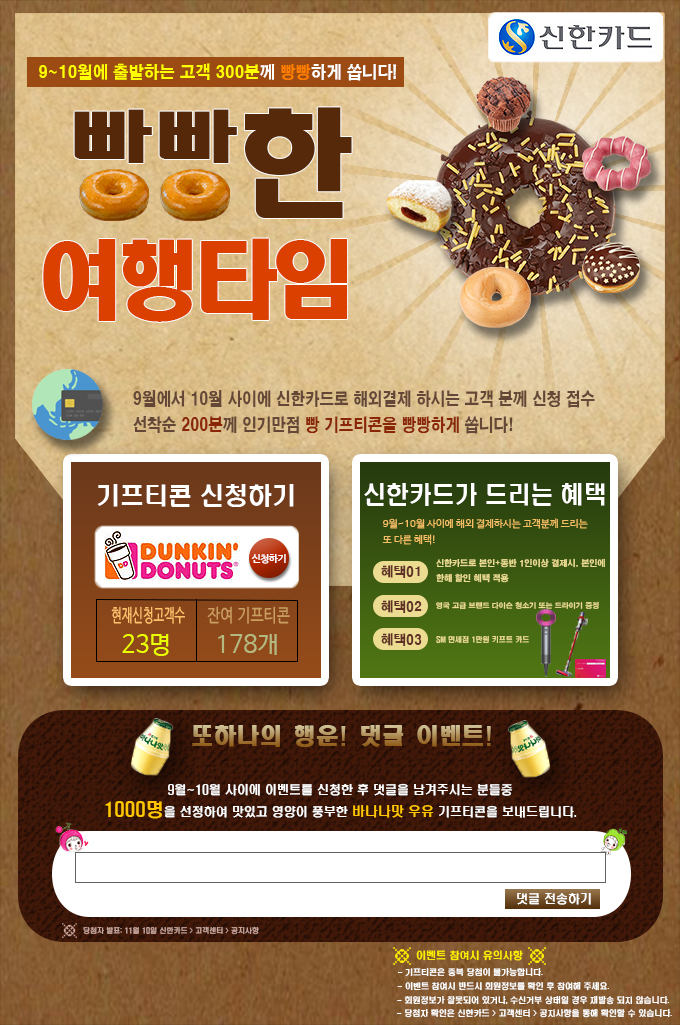 신한카드
9~10월에 출발하는 고객 300분께 빵빵하게 쏩니다!
빵빵한
여행타임
9월에서 10월 사이에 신한카드로 해외결제 하시는 고객 분께 신청 접수
선착순 200분께 인기만점 빵 기프티콘을 빵빵하게 쏩니다!
기프티콘 신청하기
DUNKIN'
DONUTS
신청하기
현재신청고객수 잔여 기프티콘
23명 178개
신한카드가 드리는 혜택
9월~10월 사이에 해외 결제하시는 고객분께 드리는
또 다른 혜택!
혜택01 신한카드로 본인+동반 1인이상 결제시, 본인에
한해 할인 혜택 적용
혜택02 영국 고급 브랜드 다이슨 청소기 또는 드라이기 증정
혜택03 SM 면세점 1만원 키프트 카드
또하나의 행운! 댓글 이벤트!
9월~10월 사이에 이벤트를 신청한 후 댓글을 남겨주시는 분들중
1000명을 선정하여 맛있고 영양이 풍부한 바나나맛 우유 기프티콘을 보내드립니다.
댓글 전송하기
당첨자 발표: 11월 10일 신한카드 > 고객센터 > 공지사항
이벤트 참여시 유의사항
- 기프티콘은 중복 당첨이 불가능합니다.
- 이벤트 참여시 반드시 회원정보를 확인 후 참여해 주세요.
- 회원정보가 잘못되어 있거나, 수신거부 상태일 경우 재발송 되지 않습니다.
- 당첨자 확인은 신한카드 > 고객센터 > 공지사항을 통해 확인할 수 있습니다.